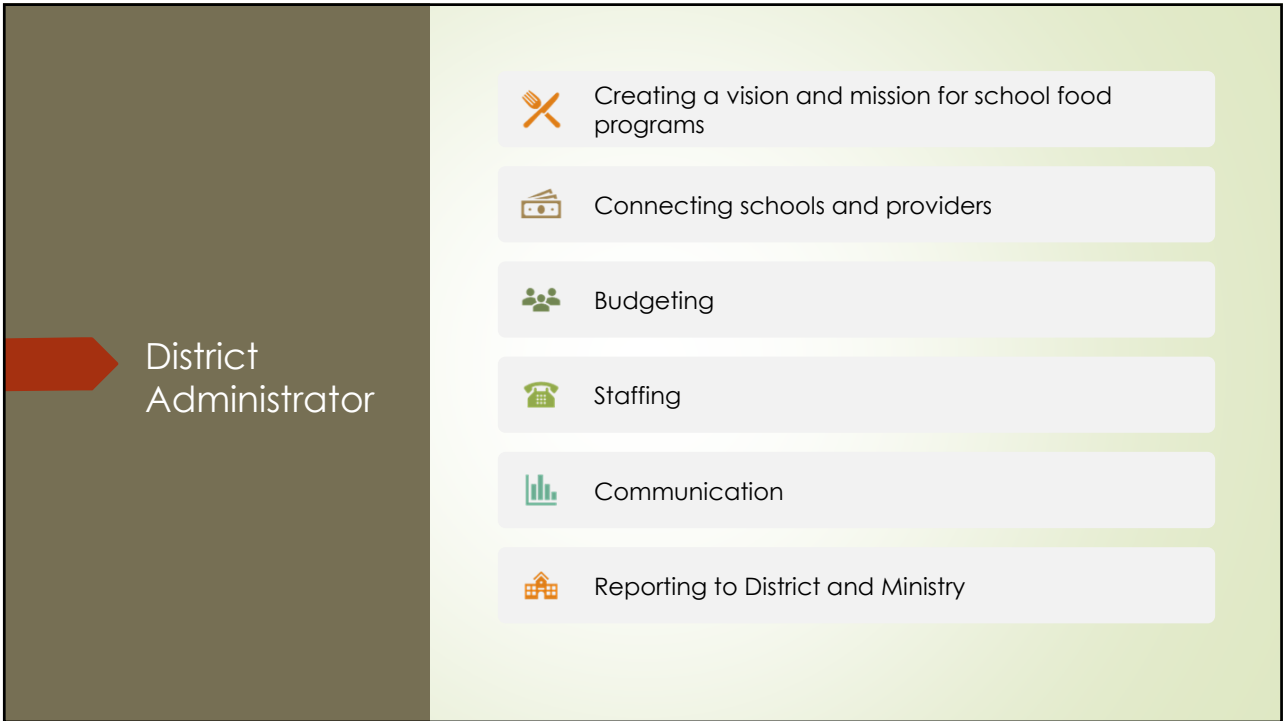 District
Administrator
Creating a vision and mission for school food
programs
Connecting schools and providers
Budgeting
Staffing
Communication
Reporting to District and Ministry